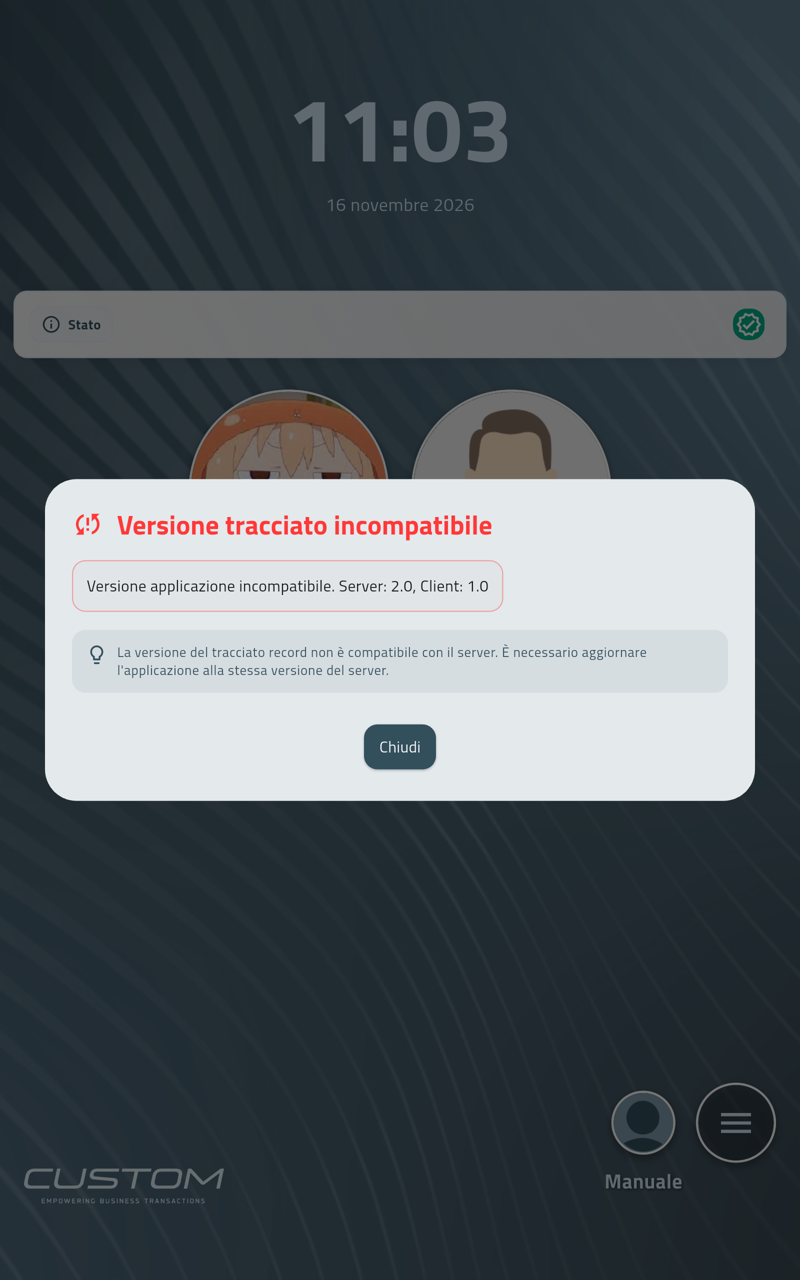 11:03
16 novembre 2026
Stato
Versione tracciato incompatibile
Versione applicazione incompatibile. Server: 2.0, Client: 1.0
La versione del tracciato record non è compatibile con il server. È necessario aggiornare
l'applicazione alla stessa versione del server.
Chiudi
Manuale
CUSTOM
EMPOWERING BUSINESS TRANSACTIONS